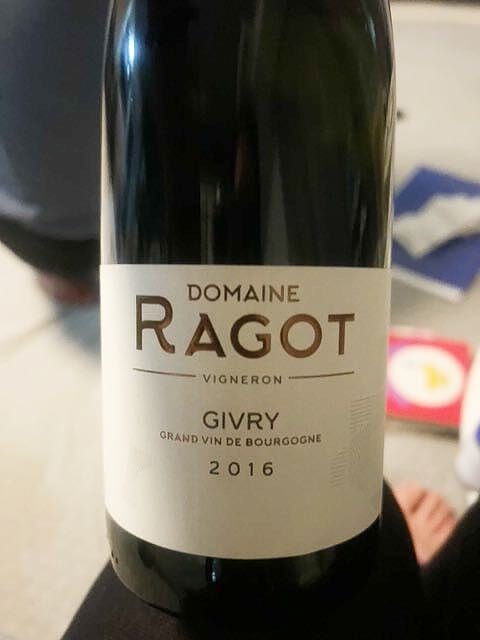 DOMAINE
RAGOT
VIGNERON
GIVRY
GRAND VIN DE BOURGOGNE
2016